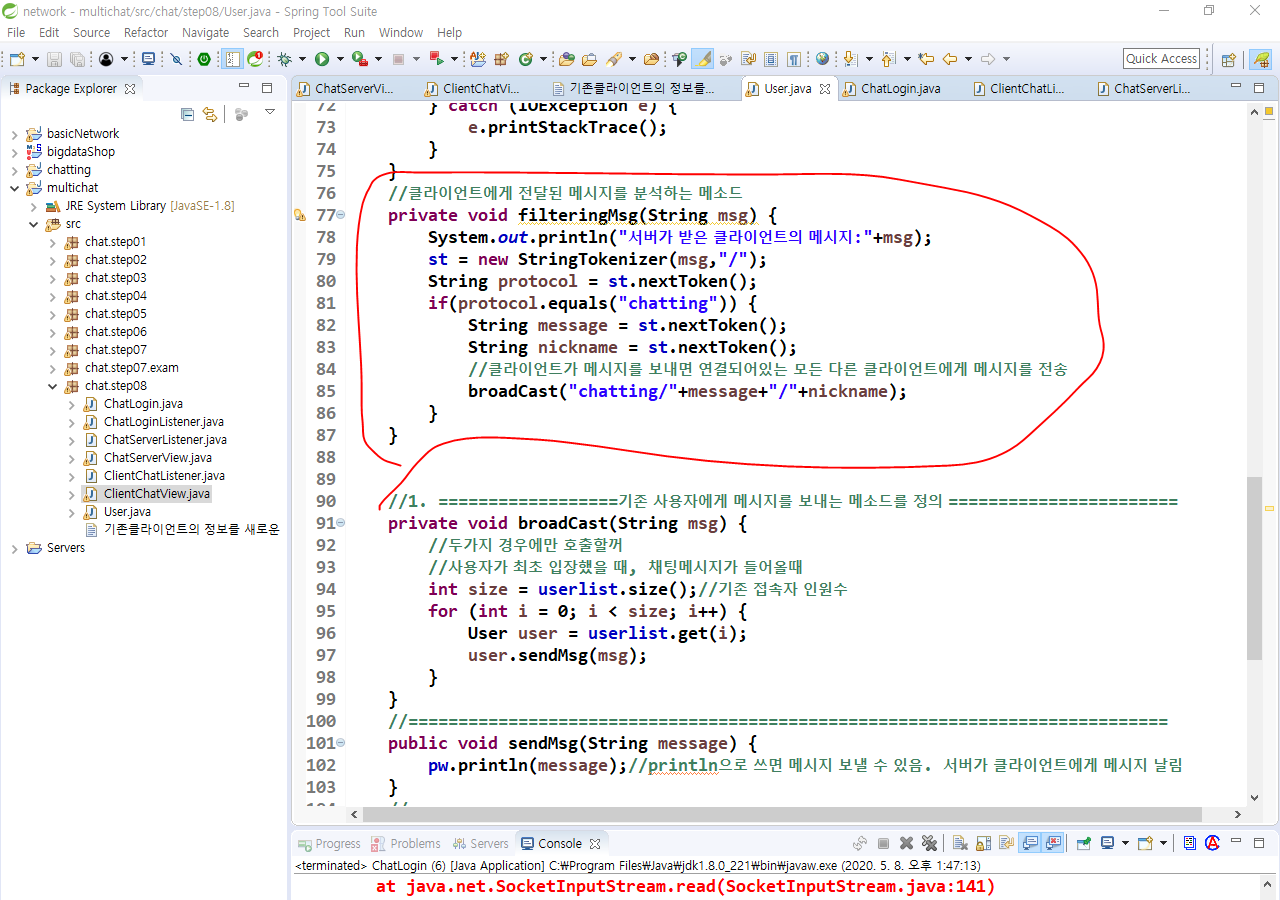 network - multichat/src/chat/step08/User.java - Spring Tool Suite
File Edit Source Refactor Navigate Search Project Run Window Help
Quick Access
Package Explorer
basicNetwork
bigdataShop
chatting
multichat
JRE System Library [JavaSE-1.8]
src
chat.step01
chat.step02
chat.step03
chat.step04
chat.step05
chat.step06
chat.step07
chat.step07.exam
chat.step08
ChatLogin.java
ChatLoginListener.java
ChatServerListener.java
ChatServerView.java
ClientChatListener.java
ClientChatView.java
User.java
기존클라이언트의 정보를 새로운
Servers
ChatServerVi... ClientChatVi... 기존클라이언트의 정보를... User.java ChatLogin.java ClientChatLi... ChatServerLi...
72 } catch (IOException e) {
73 e.printStackTrace();
74 }
75 }
76 //클라이언트에게 전달된 메시지를 분석하는 메소드
77 private void filteringMsg(String msg) {
78 System.out.println("서버가 받은 클라이언트의 메시지:"+msg);
79 st = new StringTokenizer(msg,"/");
80 String protocol = st.nextToken();
81 if(protocol.equals("chatting")) {
82 String message = st.nextToken();
83 String nickname = st.nextToken();
84 //클라이언트가 메시지를 보내면 연결되어있는 모든 다른 클라이언트에게 메시지를 전송
85 broadCast("chatting/"+message+"/"+nickname);
86 }
87 }
88
89
90 //1. ==================기존 사용자에게 메시지를 보내는 메소드를 정의 =======================
91 private void broadCast(String msg) {
92 //두가지 경우에만 호출할꺼
93 //사용자가 최초 입장했을 때, 채팅메시지가 들어올때
94 int size = userlist.size();//기존 접속자 인원수
95 for (int i = 0; i < size; i++) {
96 User user = userlist.get(i);
97 user.sendMsg(msg);
98 }
99 }
100 //============================================================================
101 public void sendMsg(String message) {
102 pw.println(message);//println으로 쓰면 메시지 보낼 수 있음. 서버가 클라이언트에게 메시지 날림
103 }
Progress Problems Servers Console
<terminated> ChatLogin (6) [Java Application] C:₩Program Files₩Java₩jdk1.8.0_221₩bin₩javaw.exe (2020. 5. 8. 오후 1:47:13)
at java.net.SocketInputStream.read(SocketInputStream.java:141)